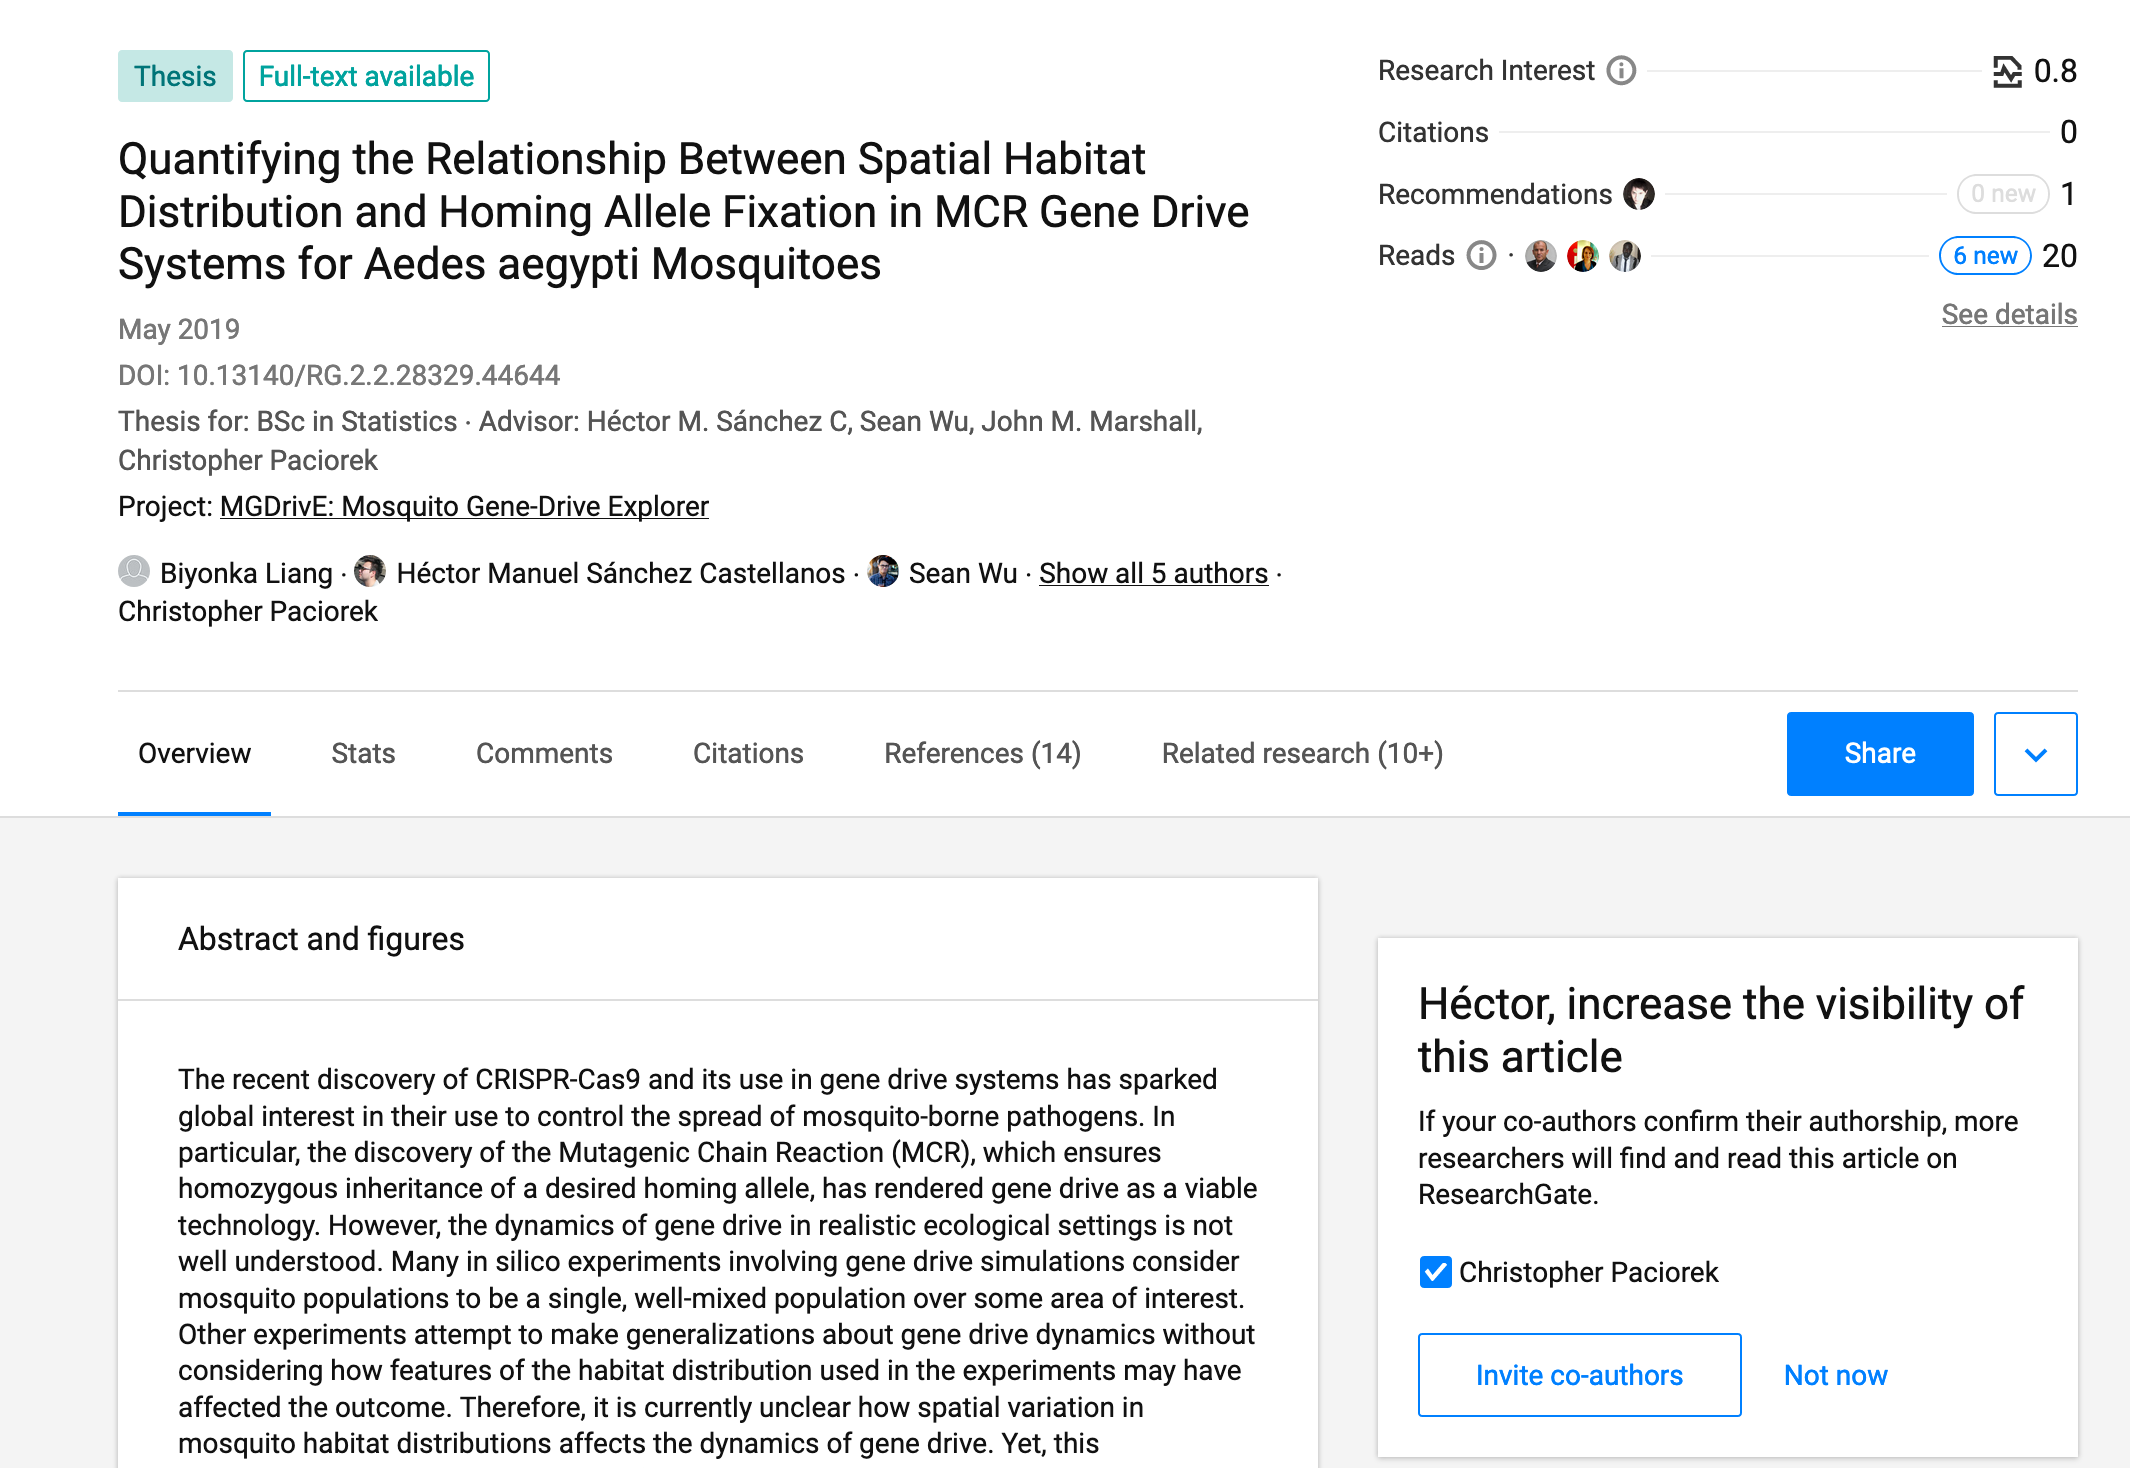 Thesis
Full-text available
Quantifying the Relationship Between Spatial Habitat
Distribution and Homing Allele Fixation in MCR Gene Drive
Systems for Aedes aegypti Mosquitoes
May 2019
DOI: 10.13140/RG.2.2.28329.44644
Thesis for: BSc in Statistics · Advisor: Héctor M. Sánchez C, Sean Wu, John M. Marshall,
Christopher Paciorek
Project: MGDrivE: Mosquito Gene-Drive Explorer
Biyonka Liang · Héctor Manuel Sánchez Castellanos · Sean Wu · Show all 5 authors ·
Christopher Paciorek
Research Interest 0.8
Citations 0
Recommendations 0 new 1
Reads · 6 new 20
See details
Overview Stats Comments Citations References (14) Related research (10+) Share
Abstract and figures
The recent discovery of CRISPR-Cas9 and its use in gene drive systems has sparked
global interest in their use to control the spread of mosquito-borne pathogens. In
particular, the discovery of the Mutagenic Chain Reaction (MCR), which ensures
homozygous inheritance of a desired homing allele, has rendered gene drive as a viable
technology. However, the dynamics of gene drive in realistic ecological settings is not
well understood. Many in silico experiments involving gene drive simulations consider
mosquito populations to be a single, well-mixed population over some area of interest.
Other experiments attempt to make generalizations about gene drive dynamics without
considering how features of the habitat distribution used in the experiments may have
affected the outcome. Therefore, it is currently unclear how spatial variation in
mosquito habitat distributions affects the dynamics of gene drive. Yet, this
Héctor, increase the visibility of
this article
If your co-authors confirm their authorship, more
researchers will find and read this article on
ResearchGate.
Christopher Paciorek
Invite co-authors Not now